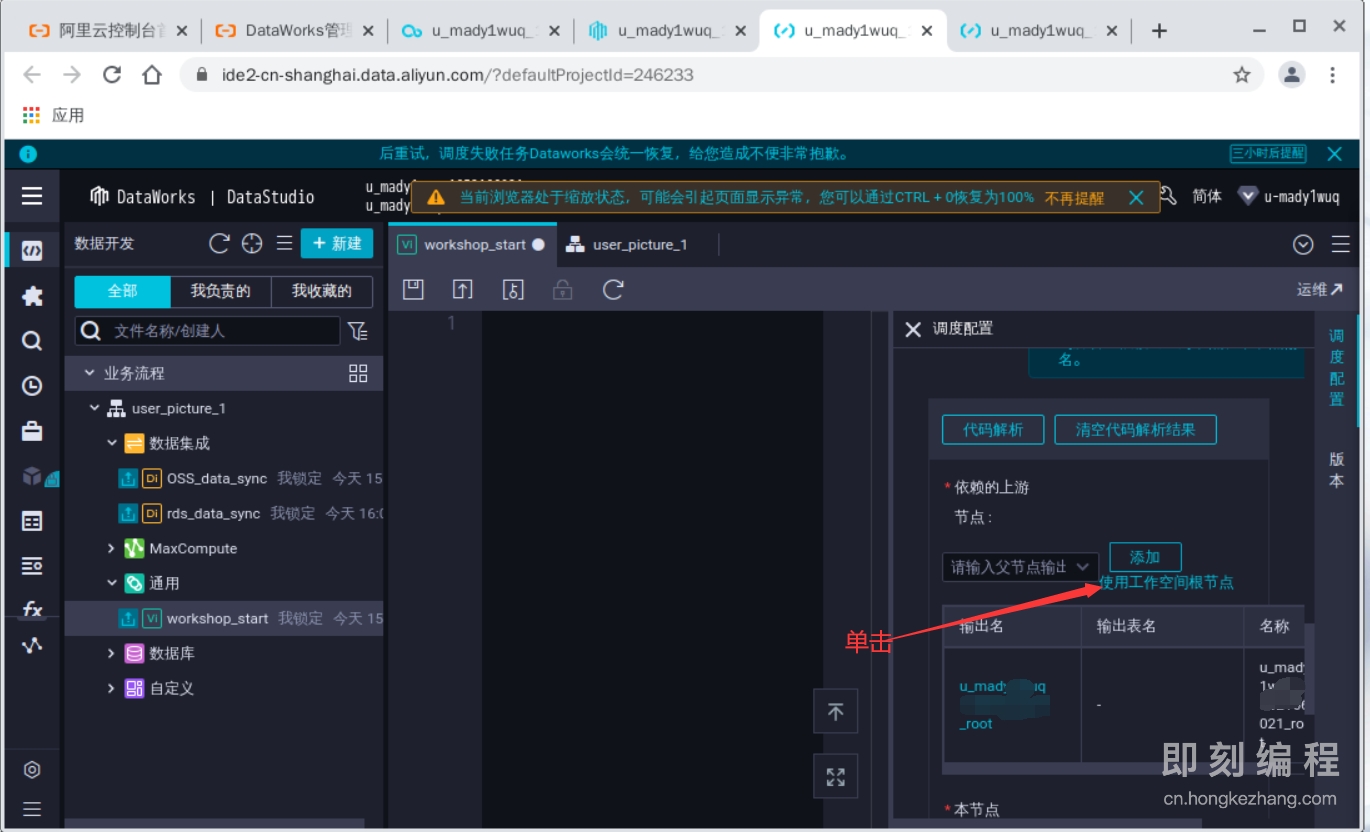 阿里云控制台首
DataWorks管理
u_mady1wuq_
u_mady1wuq_
u_mady1wuq_
u_mady1wuq_
ide2-cn-shanghai.data.aliyun.com/?defaultProjectId=246233
应用
后重试，调度失败任务Dataworks会统一恢复，给您造成不便非常抱歉。
三小时后提醒
DataWorks | DataStudio
u_mady
u_mady
当前浏览器处于缩放状态，可能会引起页面显示异常，您可以通过CTRL + 0恢复为100%
不再提醒
简体
u-mady1wuq
数据开发
+ 新建
workshop_start
user_picture_1
全部
我负责的
我收藏的
运维
文件名称/创建人
1
调度配置
名。
调度配置
版本
业务流程
user_picture_1
数据集成
Di OSS_data_sync 我锁定 今天 15
Di rds_data_sync 我锁定 今天 16:0
MaxCompute
通用
Vi workshop_start 我锁定 今天 15
数据库
自定义
代码解析
清空代码解析结果
* 依赖的上游
节点 :
请输入父节点输出
添加
使用工作空间根节点
单击
输出名
输出表名
名称
_root
-
u_mady
021_ro
* 本节点
即刻编程
cn.hongkezhang.com